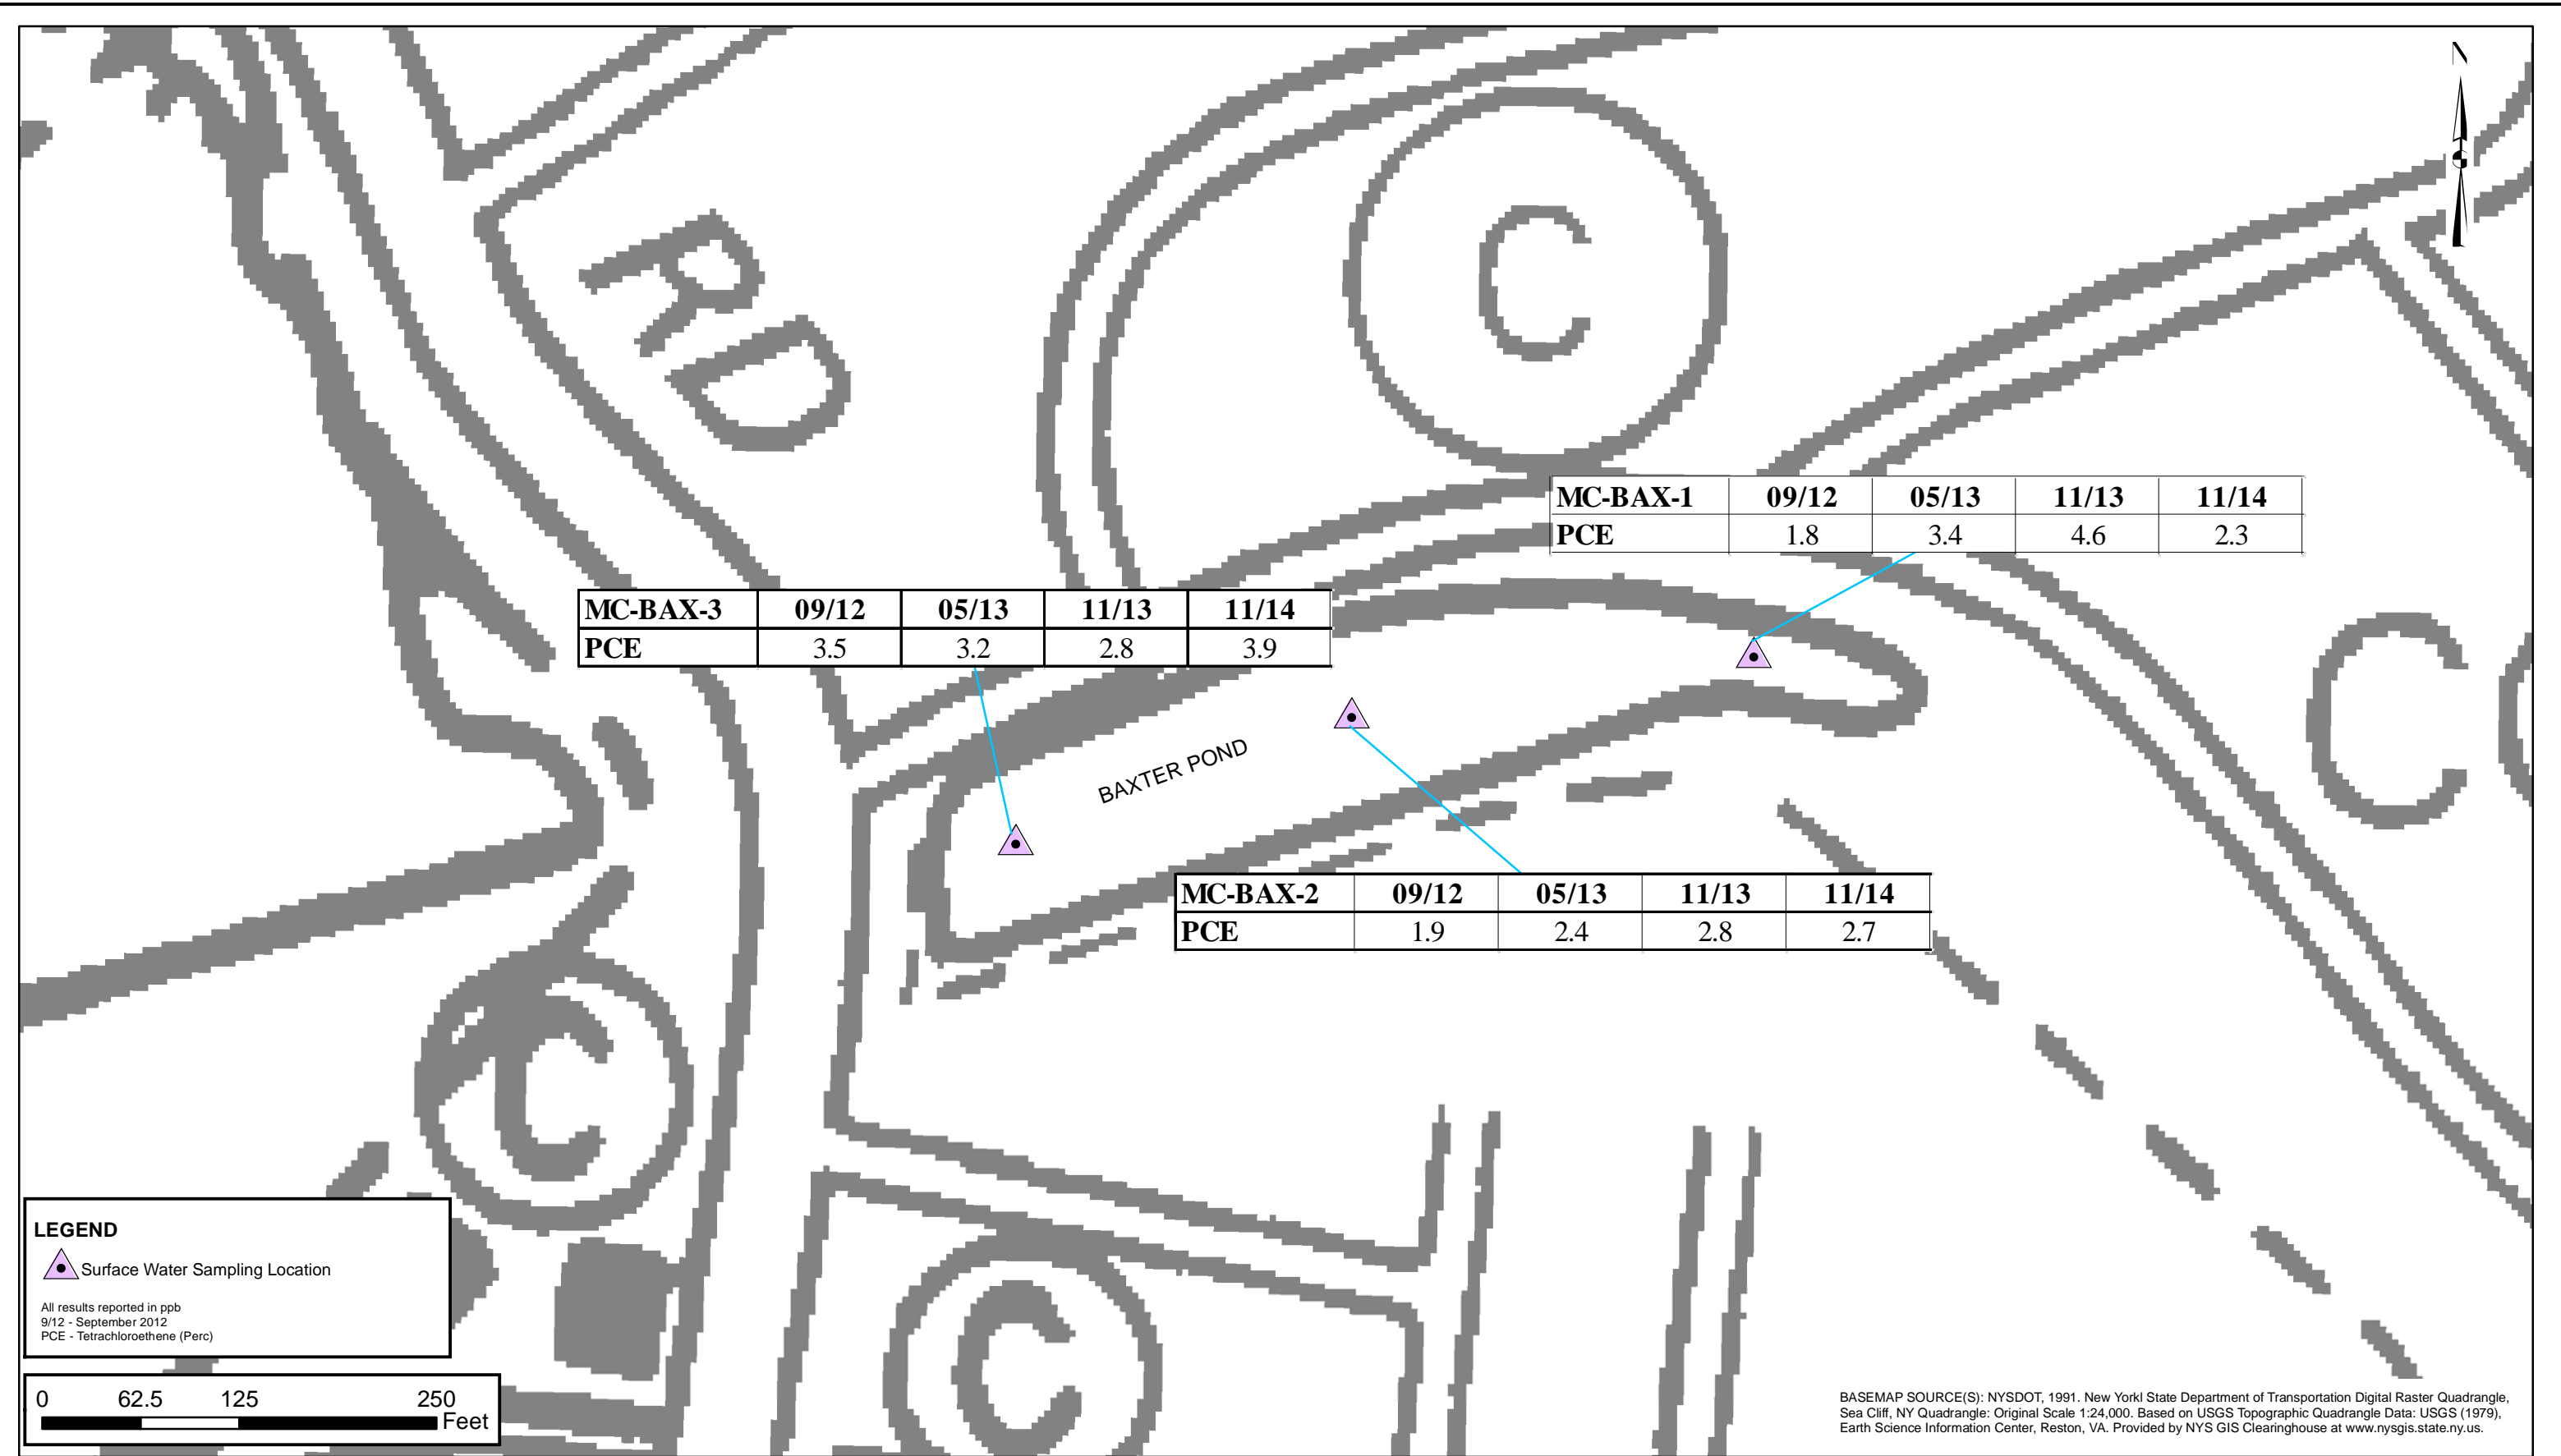 N
RD
C
MC-BAX-1 09/12 05/13 11/13 11/14
PCE 1.8 3.4 4.6 2.3
MC-BAX-3 09/12 05/13 11/13 11/14
PCE 3.5 3.2 2.8 3.9
C
BAXTER POND
MC-BAX-2 09/12 05/13 11/13 11/14
PCE 1.9 2.4 2.8 2.7
C
C
LEGEND
Surface Water Sampling Location
All results reported in ppb
9/12 - September 2012
PCE - Tetrachloroethene (Perc)
0 62.5 125 250
Feet
BASEMAP SOURCE(S): NYSDOT, 1991. New Yorkl State Department of Transportation Digital Raster Quadrangle,
Sea Cliff, NY Quadrangle: Original Scale 1:24,000. Based on USGS Topographic Quadrangle Data: USGS (1979),
Earth Science Information Center, Reston, VA. Provided by NYS GIS Clearinghouse at www.nysgis.state.ny.us.